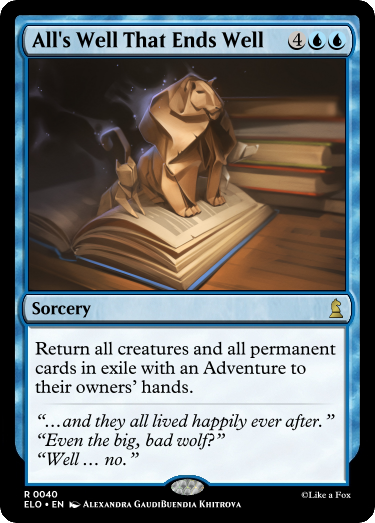 All's Well That Ends Well 4
Sorcery
Return all creatures and all permanent
cards in exile with an Adventure to
their owners’ hands.
“…and they all lived happily ever after.”
“Even the big, bad wolf?”
“Well … no.”
R 0040
ELO • EN Alexandra GaudiBuendia Khitrova
©Like a Fox